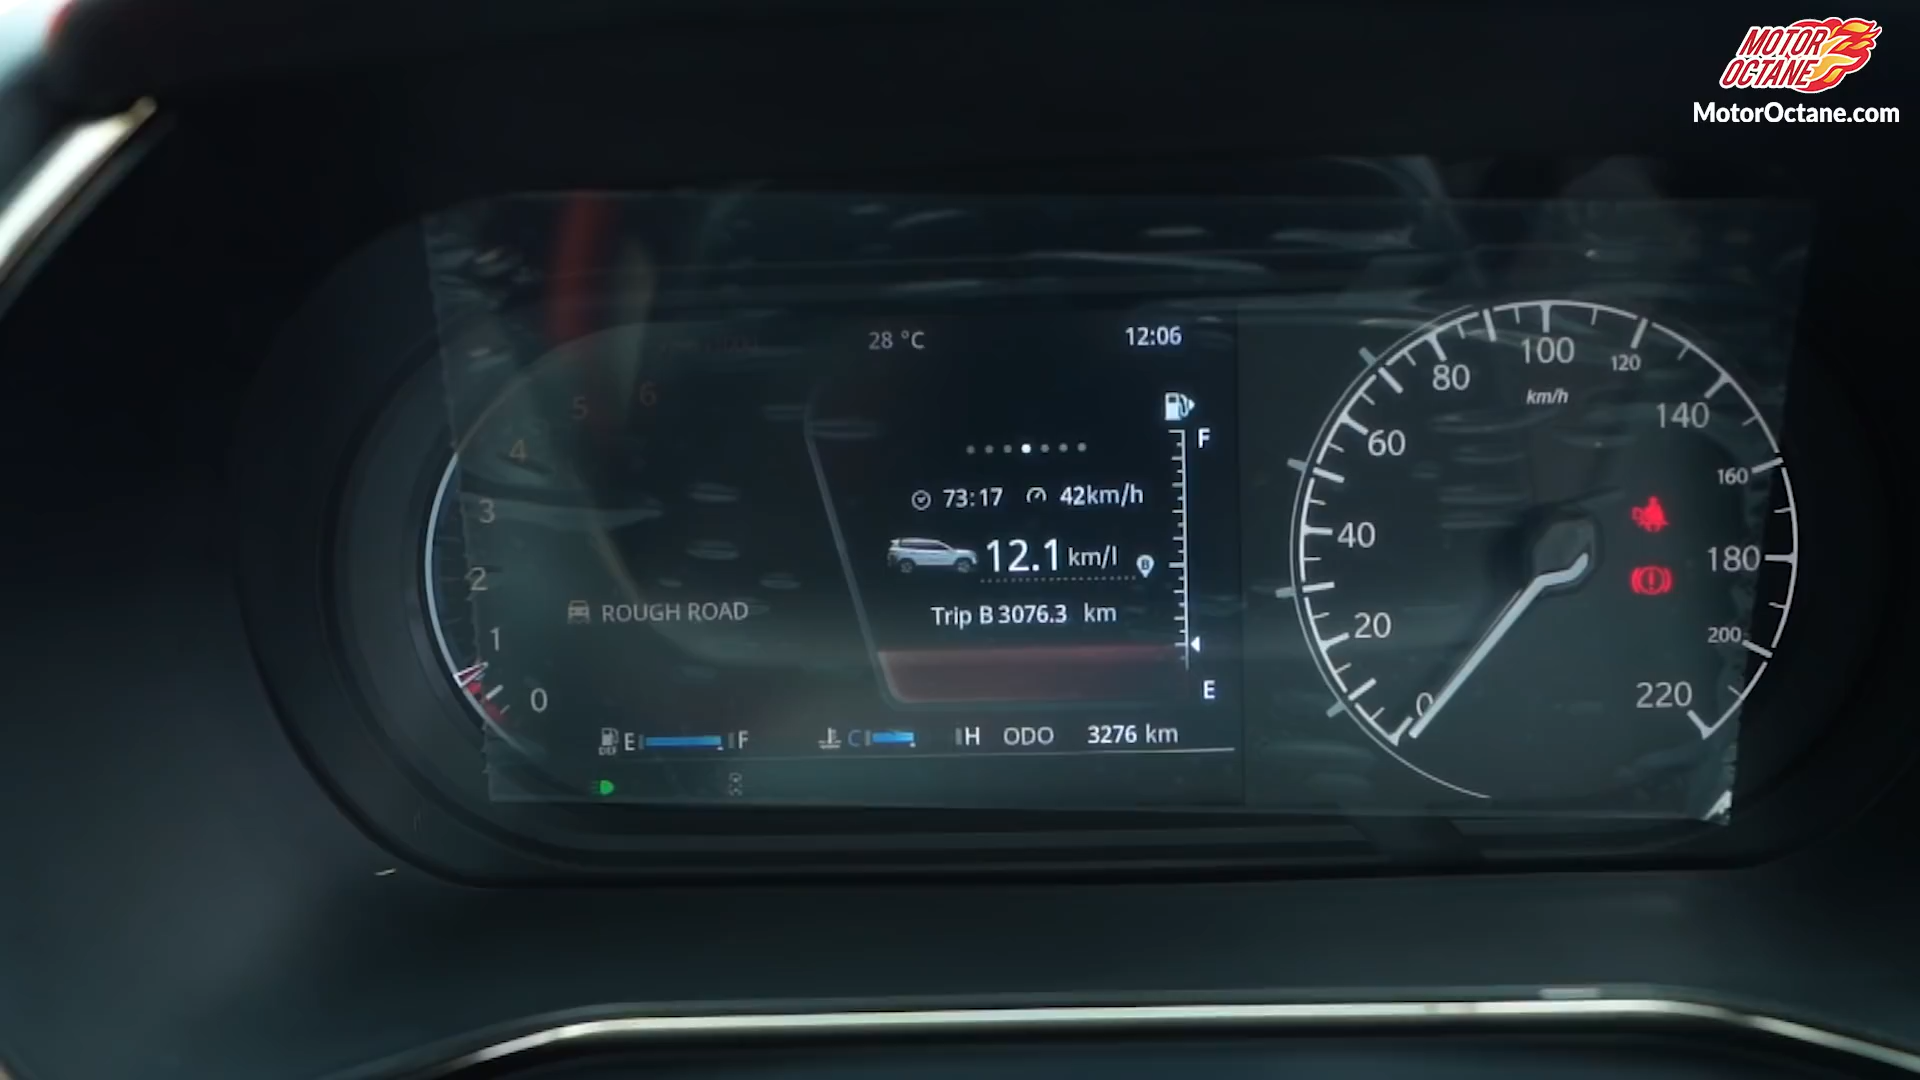 MOTOR
OCTANE
MotorOctane.com
28 °C
12:06
F
73:17
42km/h
12.1 km/l
B
Trip B 3076.3 km
E
ROUGH ROAD
6
5
4
3
2
1
0
DEF E F
C H
ODO 3276 km
0
20
40
60
80
100
120
140
160
180
200
220
km/h